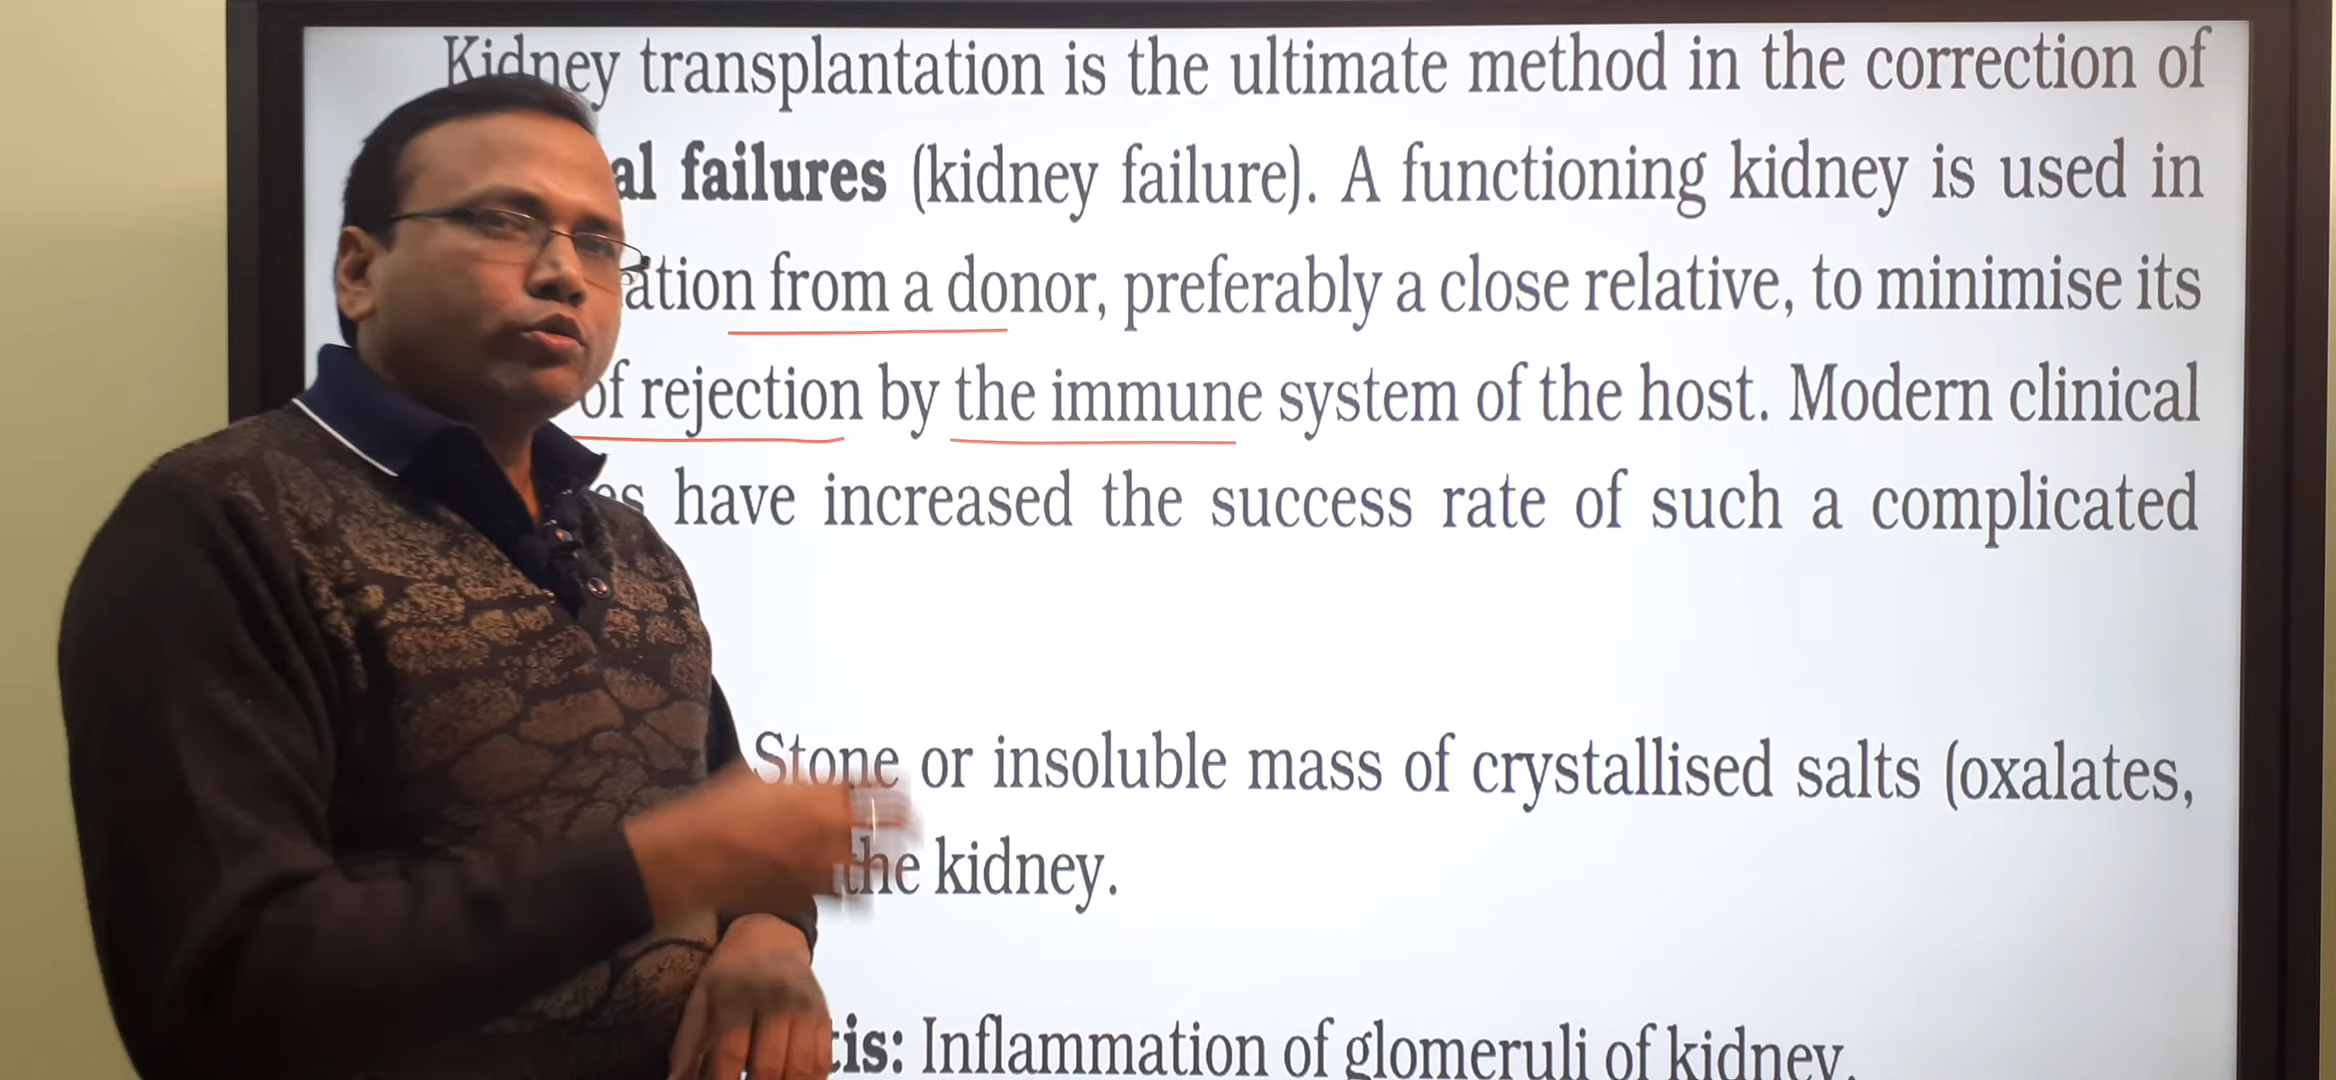 Kidney transplantation is the ultimate method in the correction of
al failures (kidney failure). A functioning kidney is used in
ation from a donor, preferably a close relative, to minimise its
of rejection by the immune system of the host. Modern clinical
es have increased the success rate of such a complicated
Stone or insoluble mass of crystallised salts (oxalates,
the kidney.
tis: Inflammation of glomeruli of kidney.